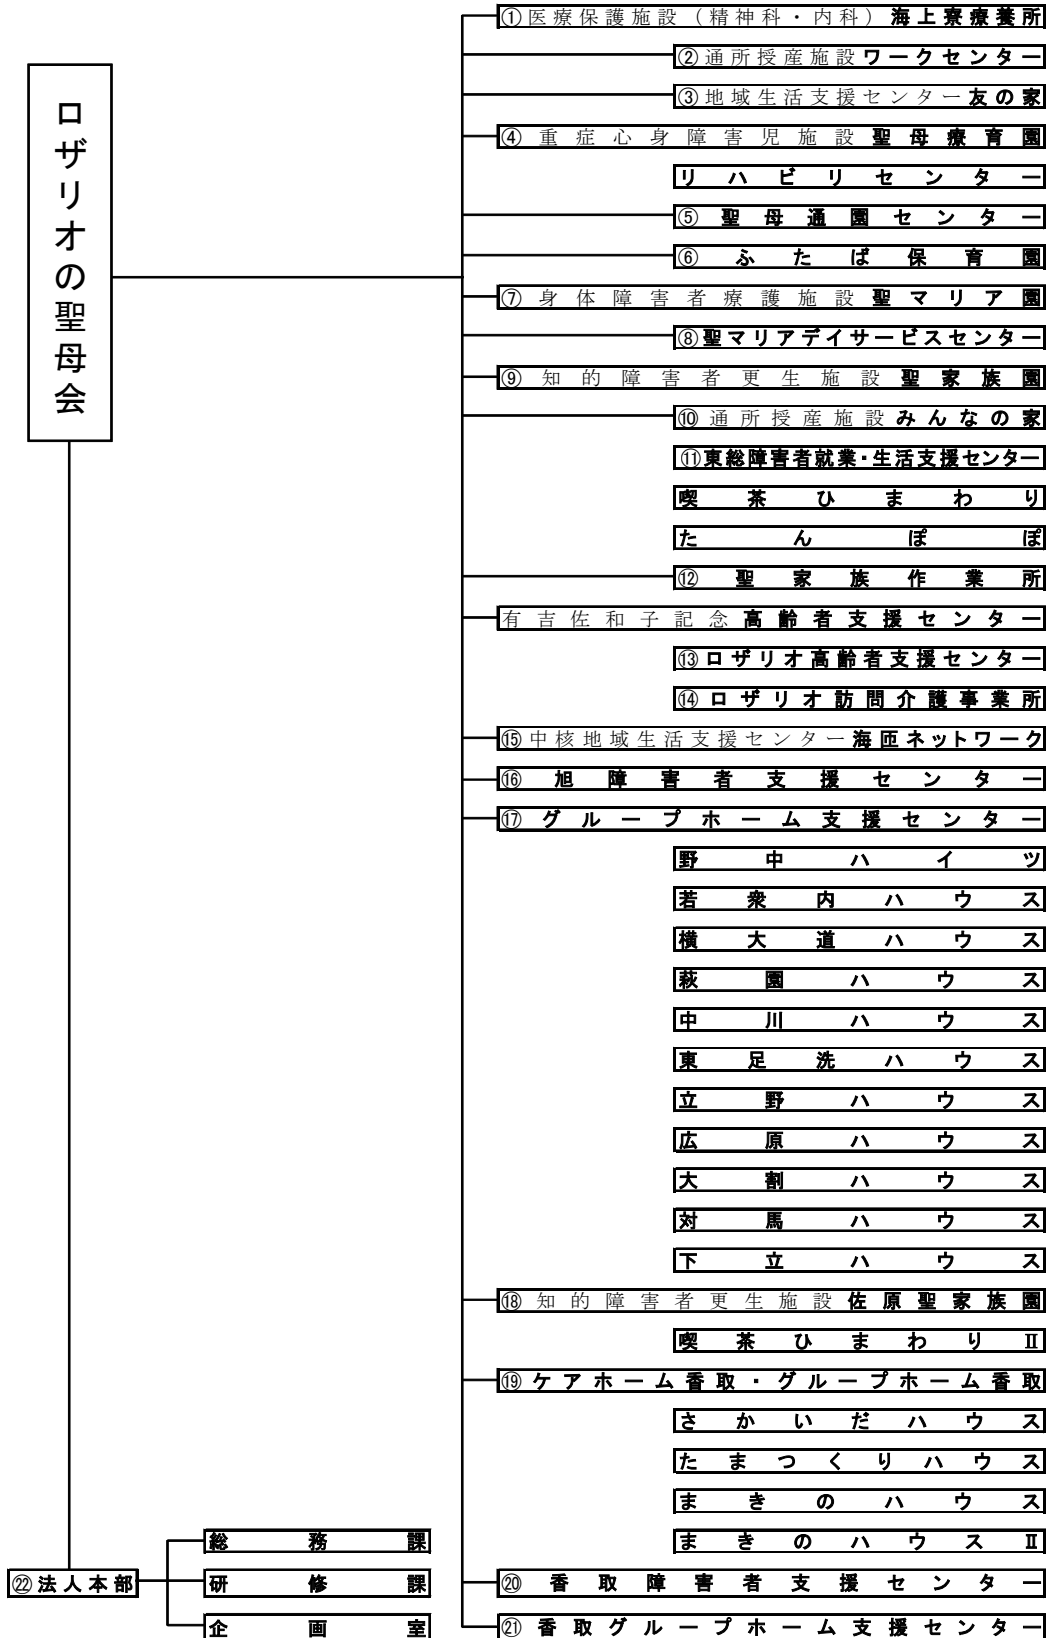 ロザリオの聖母会
①医療保護施設（精神科・内科）海上寮療養所
②通所授産施設ワークセンター
③地域生活支援センター友の家
④重症心身障害児施設聖母療育園
リハビリセンター
⑤聖母通園センター
⑥ふたば保育園
⑦身体障害者療護施設聖マリア園
⑧聖マリアデイサービスセンター
⑨知的障害者更生施設聖家族園
⑩通所授産施設みんなの家
⑪東総障害者就業・生活支援センター
喫茶ひまわり
たんぽぽ
⑫聖家族作業所
有吉佐和子記念高齢者支援センター
⑬ロザリオ高齢者支援センター
⑭ロザリオ訪問介護事業所
⑮中核地域生活支援センター海匝ネットワーク
⑯旭障害者支援センター
⑰グループホーム支援センター
野中ハイツ
若衆内ハウス
横大道ハウス
萩園ハウス
中川ハウス
東足洗ハウス
立野ハウス
広原ハウス
大割ハウス
対馬ハウス
下立ハウス
⑱知的障害者更生施設佐原聖家族園
喫茶ひまわりⅡ
⑲ケアホーム香取・グループホーム香取
さかいだハウス
たまつくりハウス
まきのハウス
まきのハウスⅡ
⑳香取障害者支援センター
㉑香取グループホーム支援センター
㉒法人本部
総務課
研修課
企画室